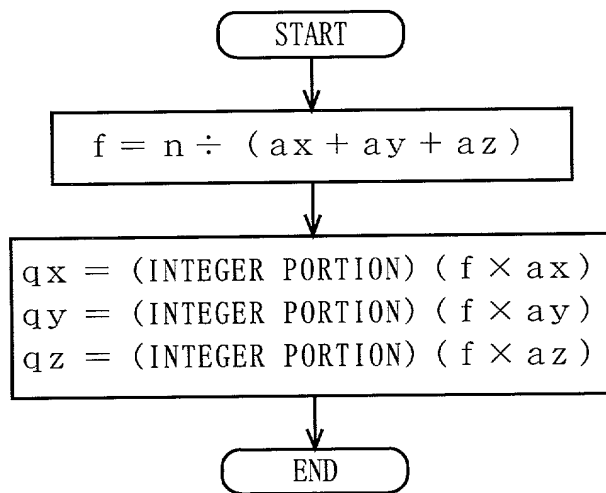 START
f = n ÷ (ax + ay + az)
qx = (INTEGER PORTION) (f × ax)
qy = (INTEGER PORTION) (f × ay)
qz = (INTEGER PORTION) (f × az)
END